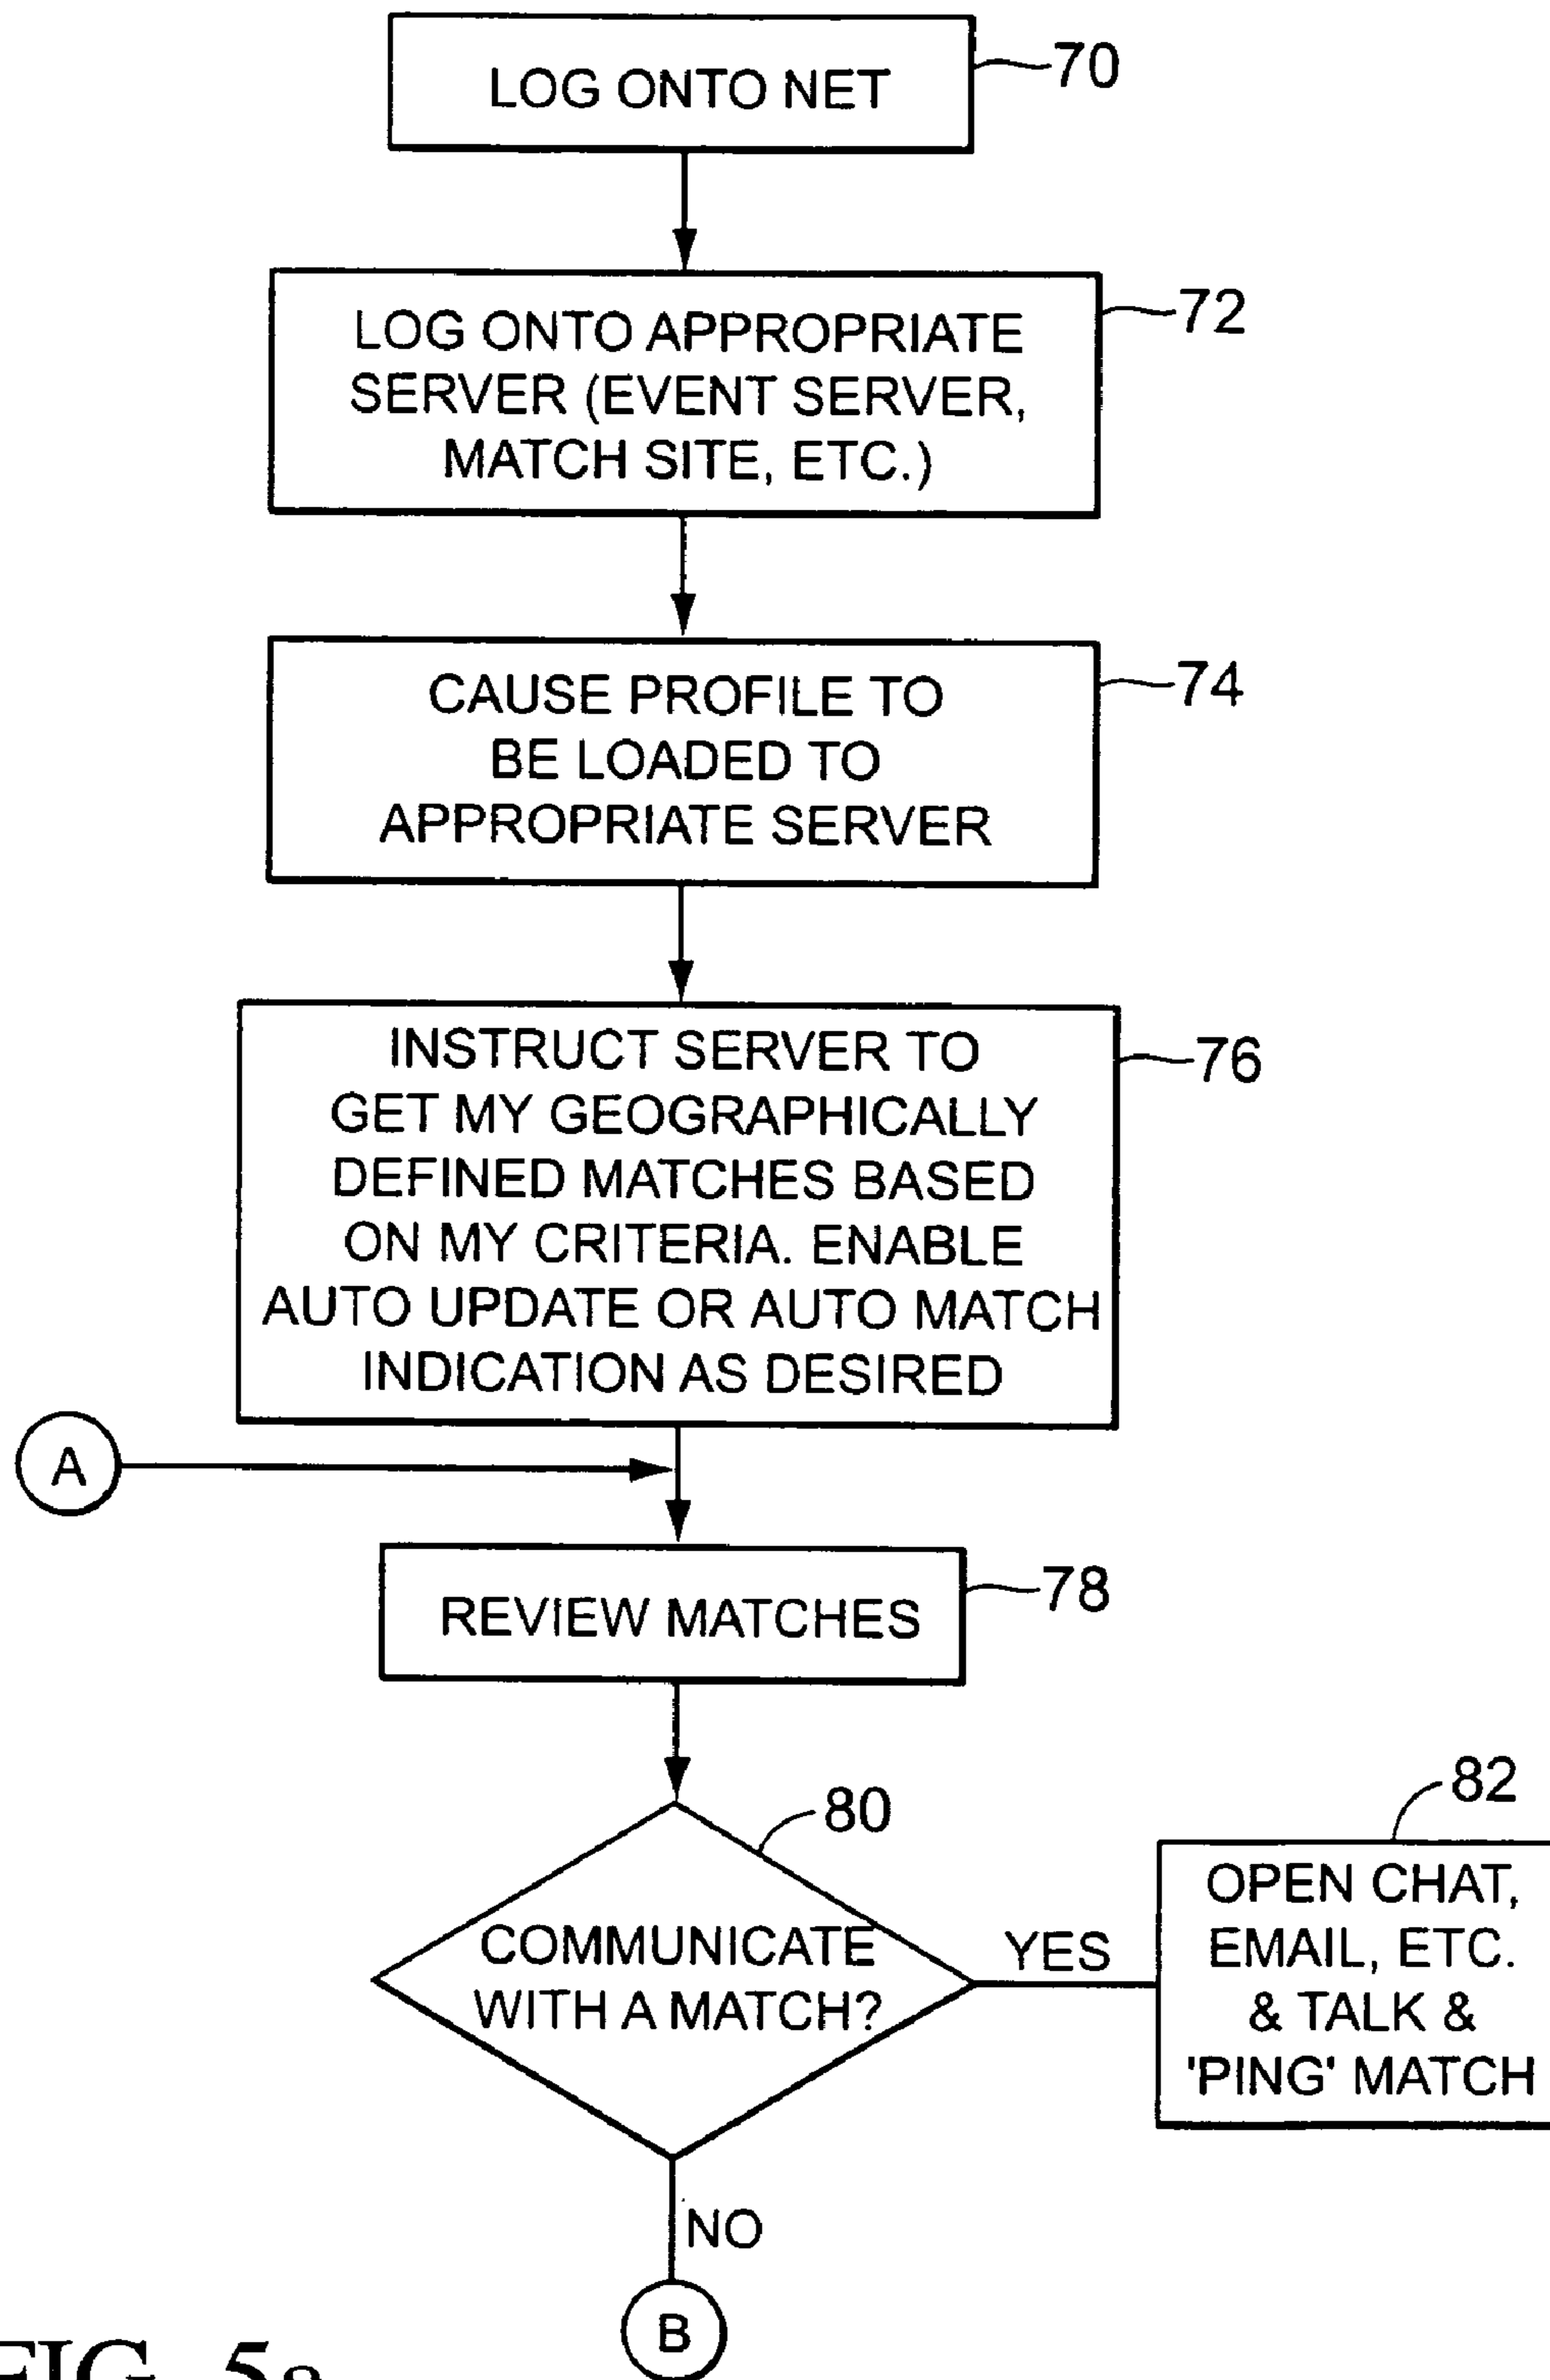 LOG ONTO NET
70
LOG ONTO APPROPRIATE
SERVER (EVENT SERVER,
MATCH SITE, ETC.)
72
CAUSE PROFILE TO
BE LOADED TO
APPROPRIATE SERVER
74
INSTRUCT SERVER TO
GET MY GEOGRAPHICALLY
DEFINED MATCHES BASED
ON MY CRITERIA. ENABLE
AUTO UPDATE OR AUTO MATCH
INDICATION AS DESIRED
76
A
REVIEW MATCHES
78
80
COMMUNICATE
WITH A MATCH?
YES
82
OPEN CHAT,
EMAIL, ETC.
& TALK &
'PING' MATCH
NO
B
FIG. 5a